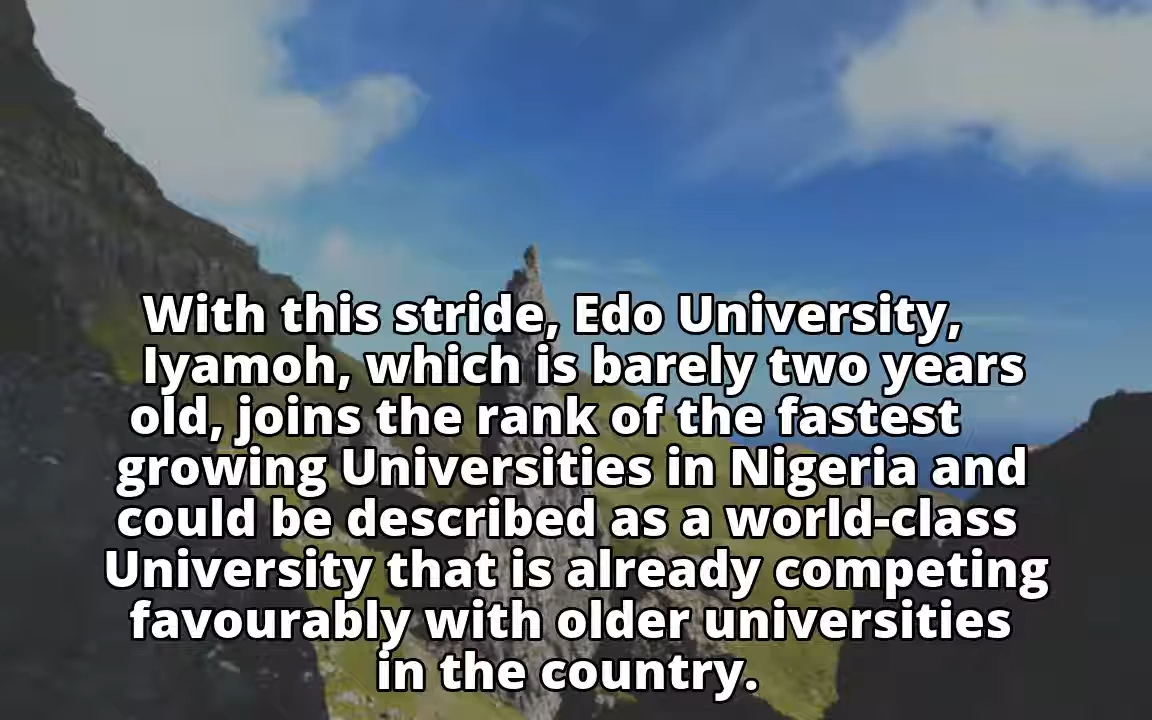 With this stride, Edo University,
Iyamoh, which is barely two years
old, joins the rank of the fastest
growing Universities in Nigeria and
could be described as a world-class
University that is already competing
favourably with older universities
in the country.